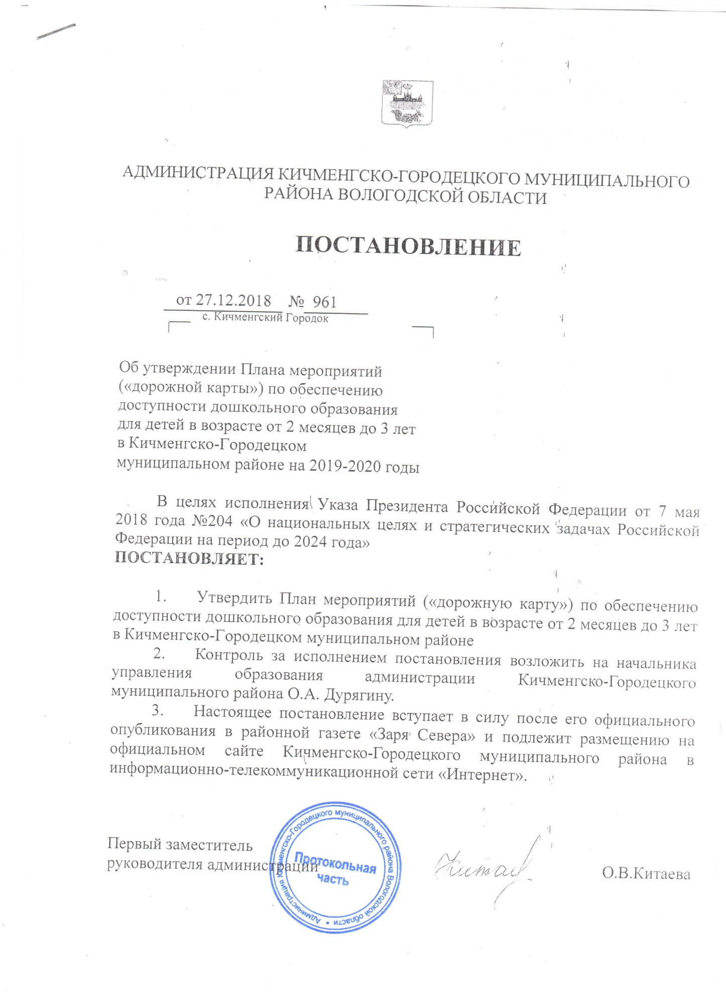 АДМИНИСТРАЦИЯ КИЧМЕНГСКО-ГОРОДЕЦКОГО МУНИЦИПАЛЬНОГО
РАЙОНА ВОЛОГОДСКОЙ ОБЛАСТИ
ПОСТАНОВЛЕНИЕ
от 27.12.2018 № 961
с. Кичменгский Городок
Об утверждении Плана мероприятий
(«дорожной карты») по обеспечению
доступности дошкольного образования
для детей в возрасте от 2 месяцев до 3 лет
в Кичменгско-Городецком
муниципальном районе на 2019-2020 годы
В целях исполнения Указа Президента Российской Федерации от 7 мая
2018 года №204 «О национальных целях и стратегических задачах Российской
Федерации на период до 2024 года»
ПОСТАНОВЛЯЕТ:
1. Утвердить План мероприятий («дорожную карту») по обеспечению
доступности дошкольного образования для детей в возрасте от 2 месяцев до 3 лет
в Кичменгско-Городецком муниципальном районе
2. Контроль за исполнением постановления возложить на начальника
управления образования администрации Кичменгско-Городецкого
муниципального района О.А. Дурягину.
3. Настоящее постановление вступает в силу после его официального
опубликования в районной газете «Заря Севера» и подлежит размещению на
официальном сайте Кичменгско-Городецкого муниципального района в
информационно-телекоммуникационной сети «Интернет».
Первый заместитель
руководителя администрации
О.В.Китаева
Администрация Кичменгско-Городецкого муниципального района Вологодской области *
Протокольная
часть
Китаев